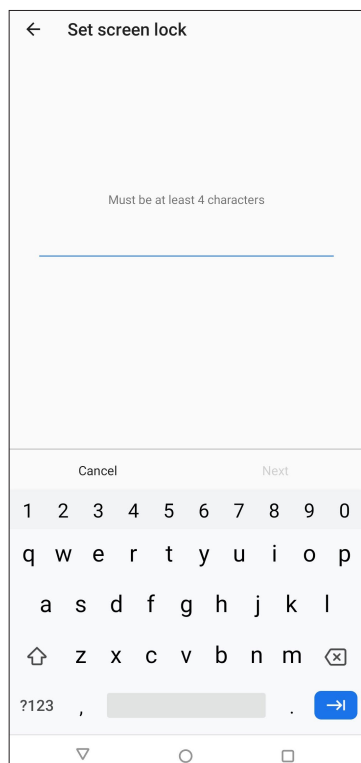 Set screen lock
Must be at least 4 characters
Cancel Next
1 2 3 4 5 6 7 8 9 0
q w e r t y u i o p
a s d f g h j k l
z x c v b n m
?123 , .